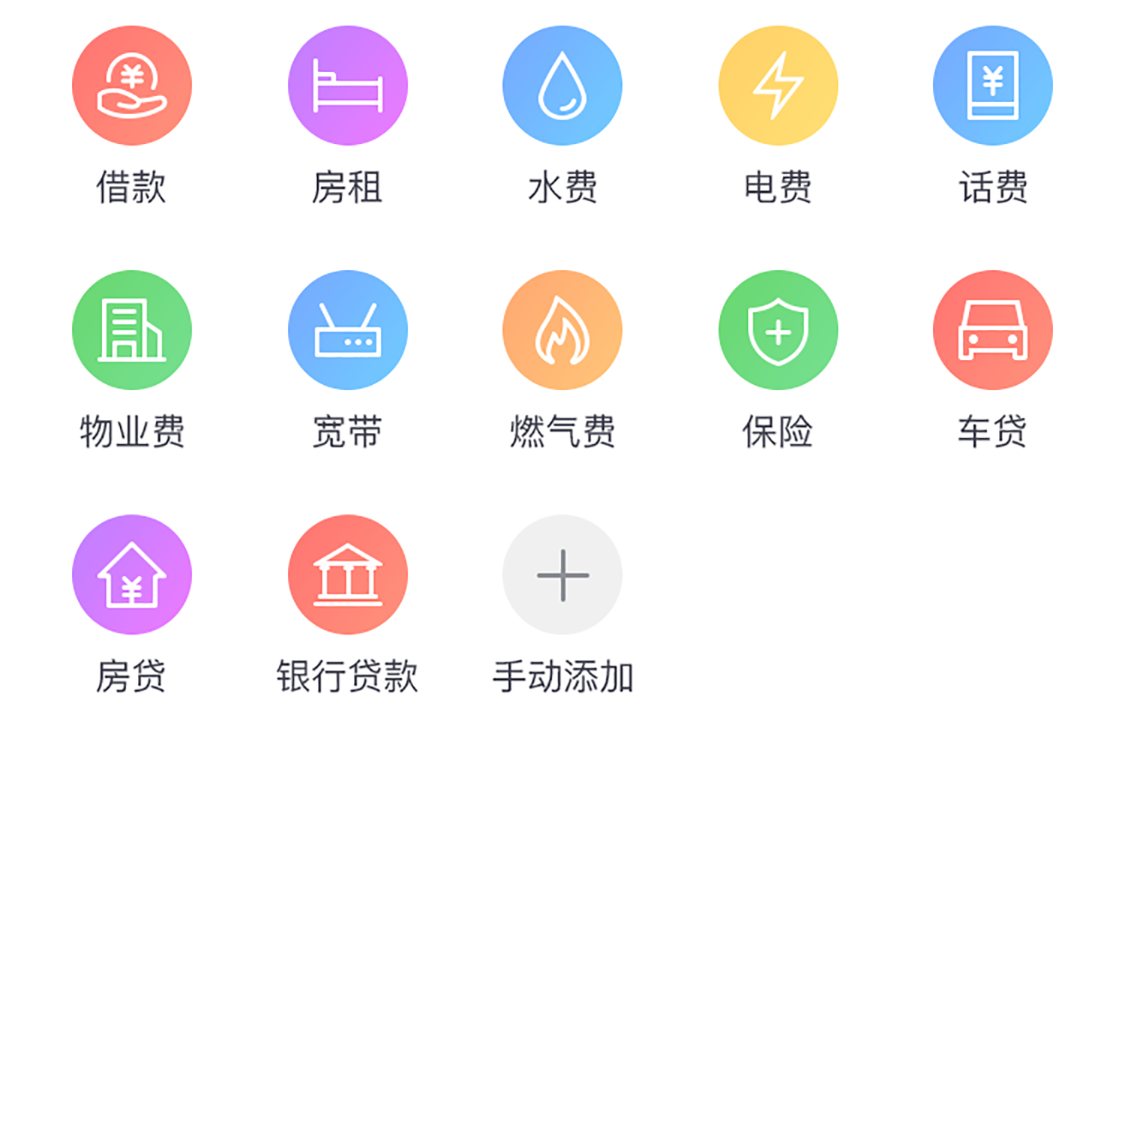 借款 房租 水费 电费 话费
物业费 宽带 燃气费 保险 车贷
房贷 银行贷款 手动添加